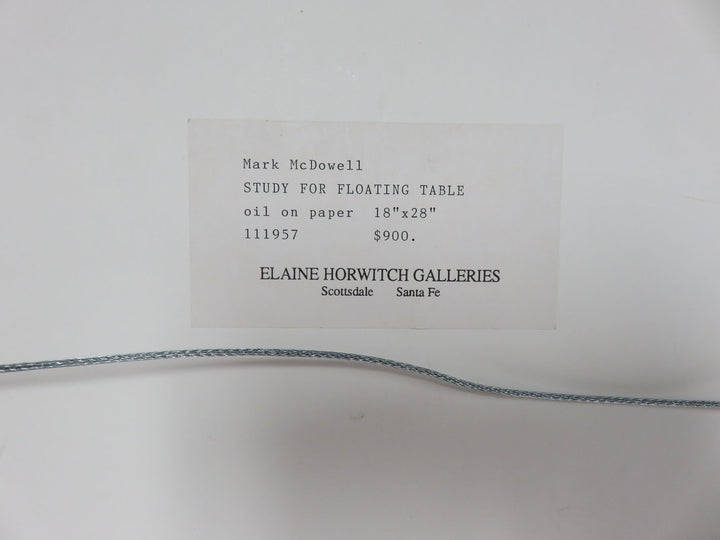 Mark McDowell
STUDY FOR FLOATING TABLE
oil on paper 18"x28"
111957 $900.
ELAINE HORWITCH GALLERIES
Scottsdale Santa Fe